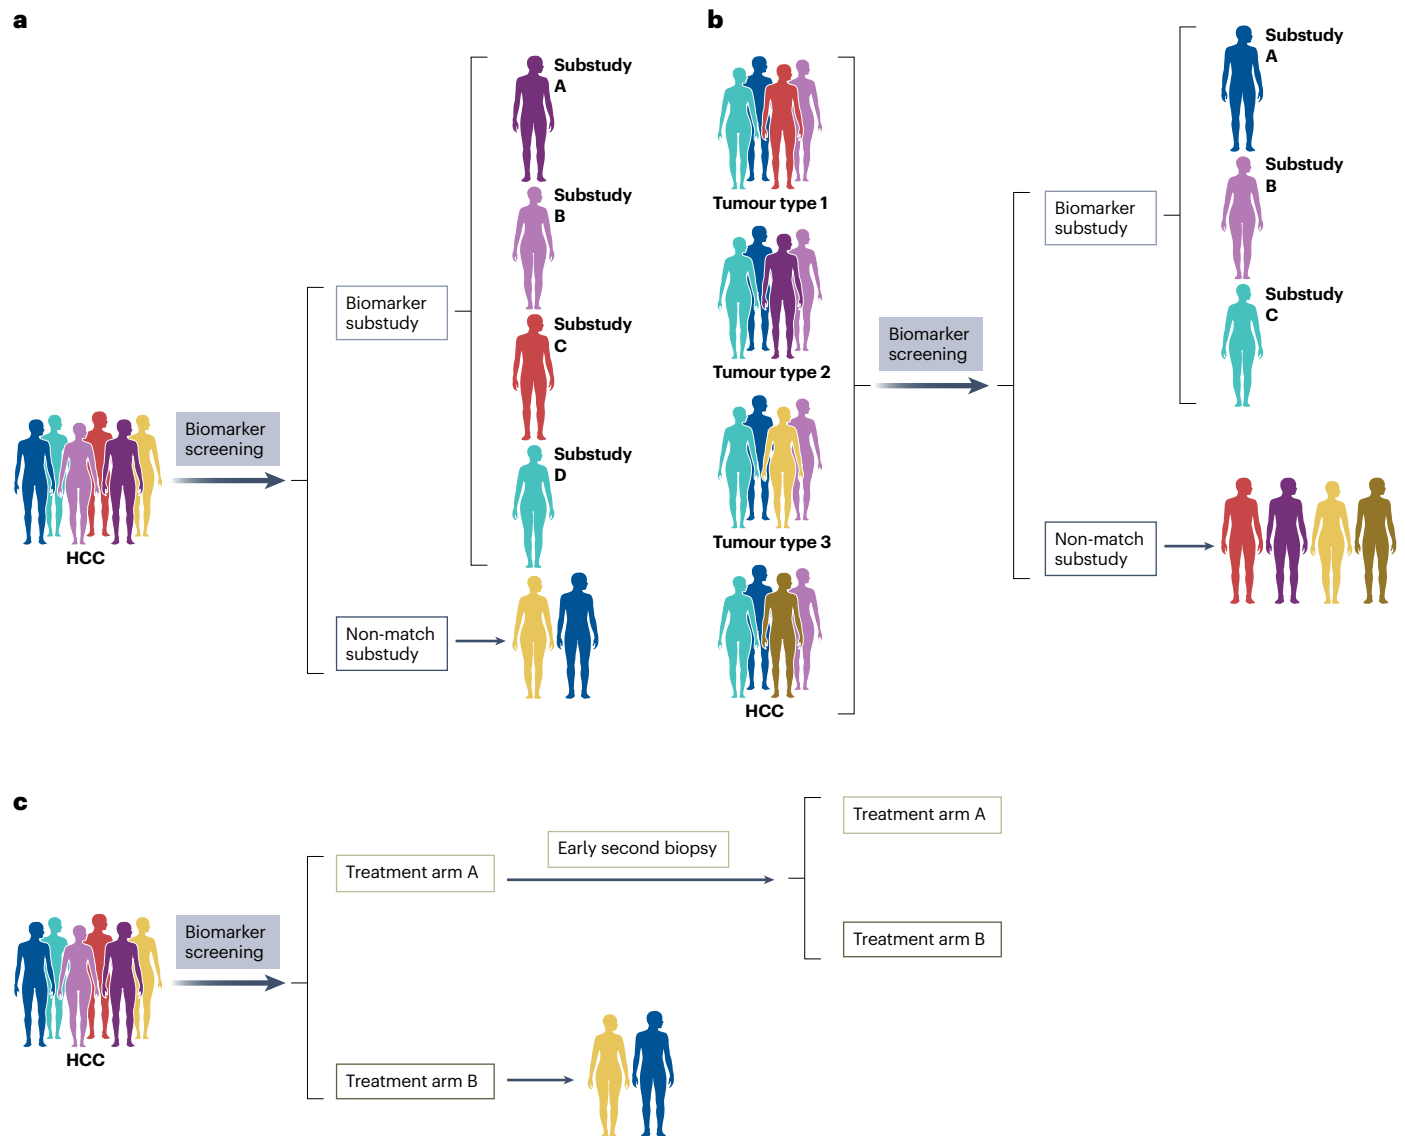 a
Substudy
A
Substudy
B
Substudy
C
Substudy
D
Biomarker
substudy
Biomarker
screening
HCC
Non-match
substudy
b
Tumour type 1
Tumour type 2
Tumour type 3
HCC
Biomarker
screening
Biomarker
substudy
Substudy
A
Substudy
B
Substudy
C
Non-match
substudy
c
HCC
Biomarker
screening
Treatment arm A
Early second biopsy
Treatment arm A
Treatment arm B
Treatment arm B